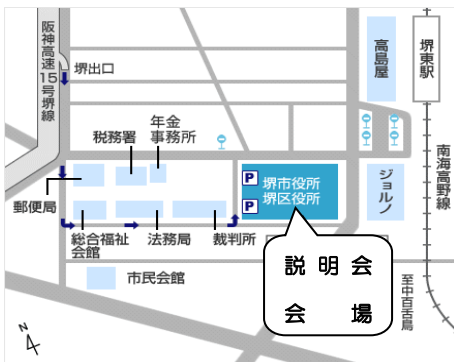 阪神高速15号堺線
堺出口
高島屋
堺東駅
年金
事務所
税務署
P
堺市役所
堺区役所
P
ジョルノ
南海高野線
郵便局
総合福祉
会館
法務局
裁判所
市民会館
説明会
会場
至中百舌鳥
N